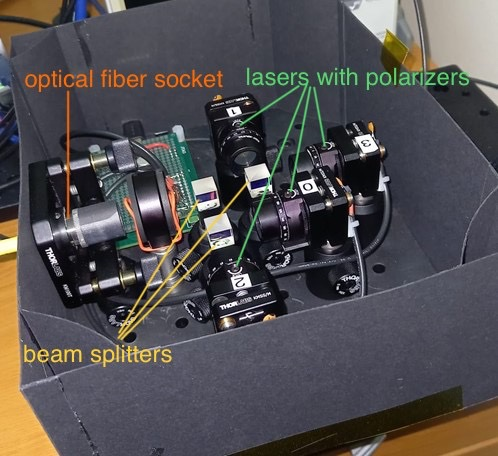 optical fiber socket
lasers with polarizers
1
3
0
2
THORLABS
THORLABS
beam splitters